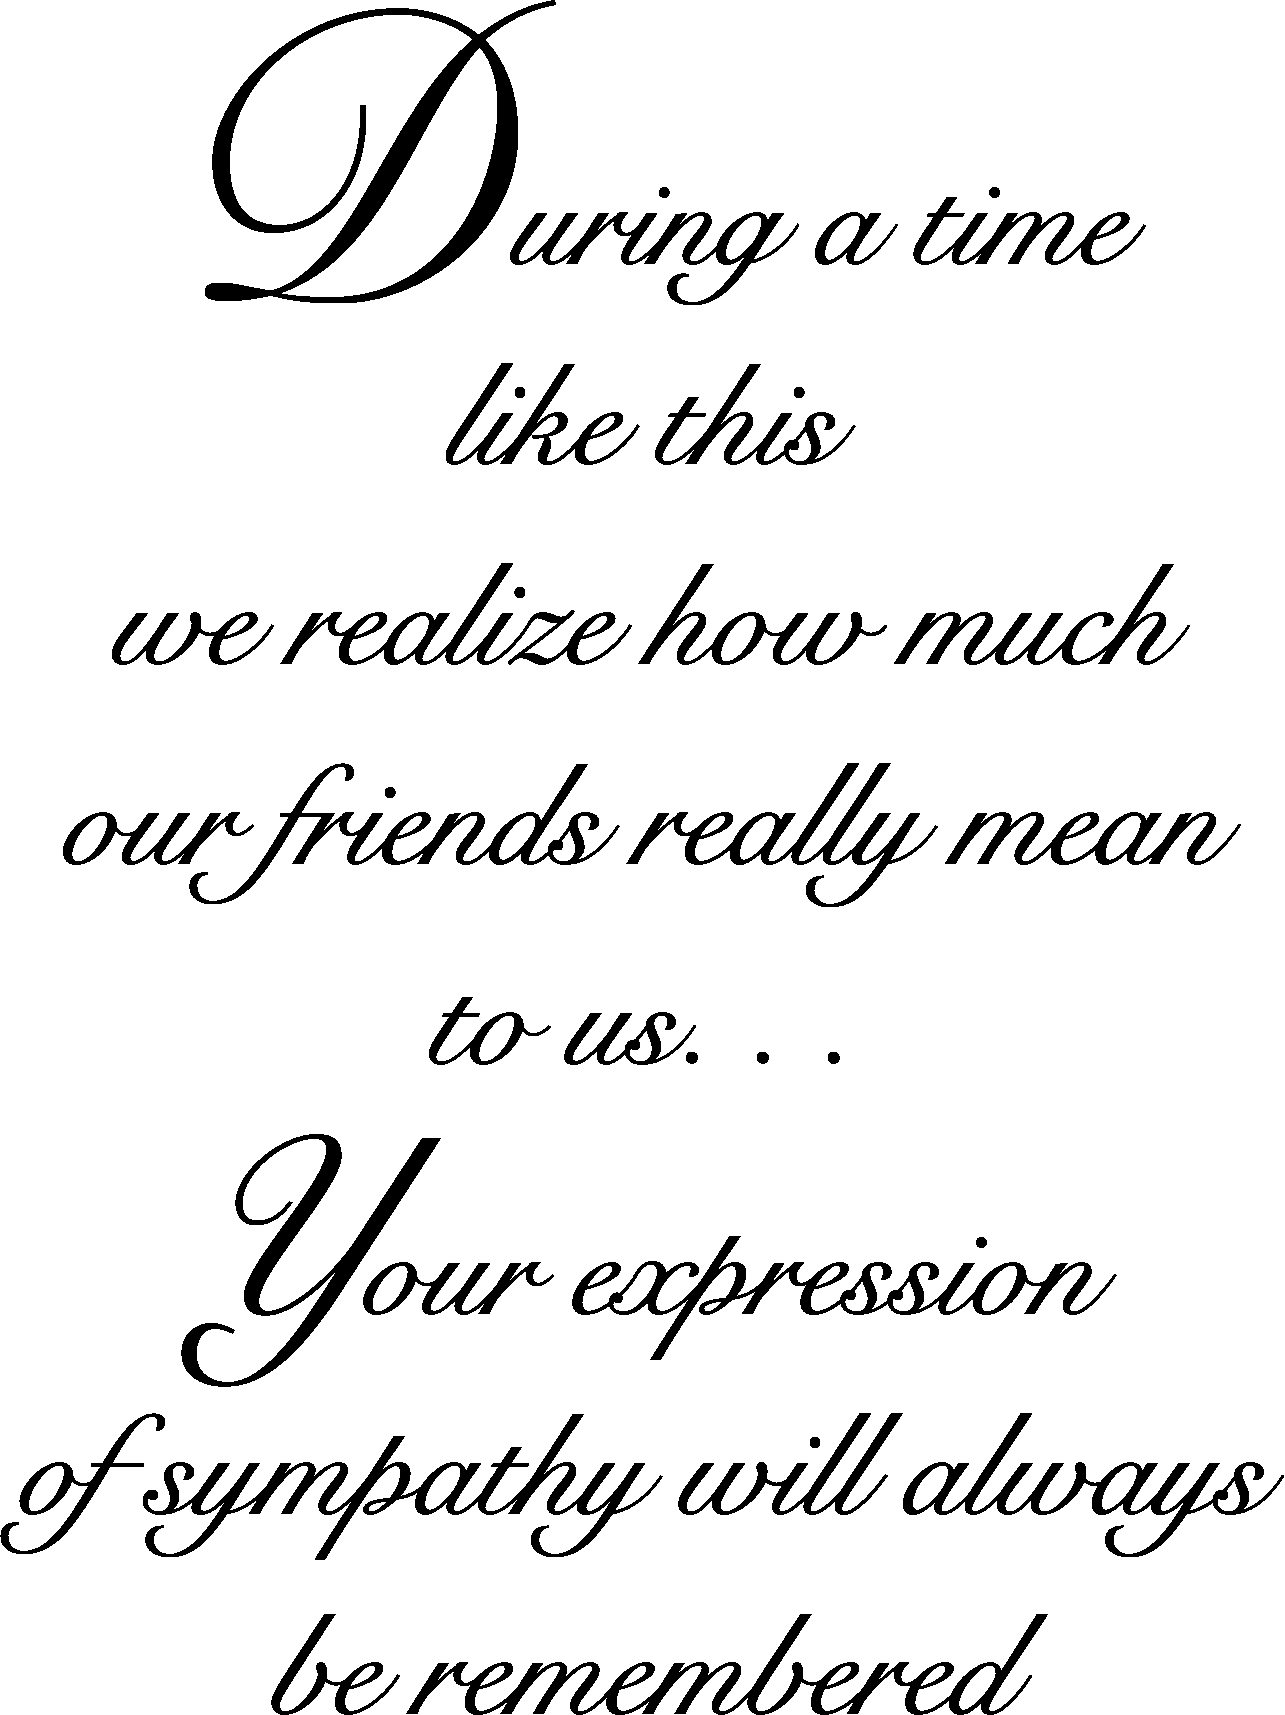 During a time
like this
we realize how much
our friends really mean
to us. . .
Your expression
of sympathy will always
be remembered